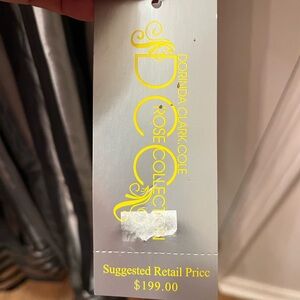 DCC
DORINDA CLARK.COLE
ROSE COLLECTION
Suggested Retail Price
$199.00